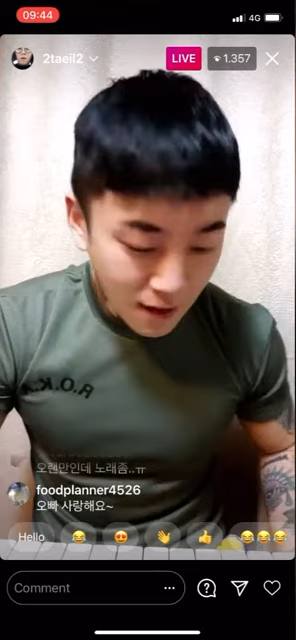 09:44
4G
2taeil2
LIVE
1.357
R.O.K.A
오랜만인데 노래좀..ㅠ
foodplanner4526
오빠 사랑해요~
Hello
Comment